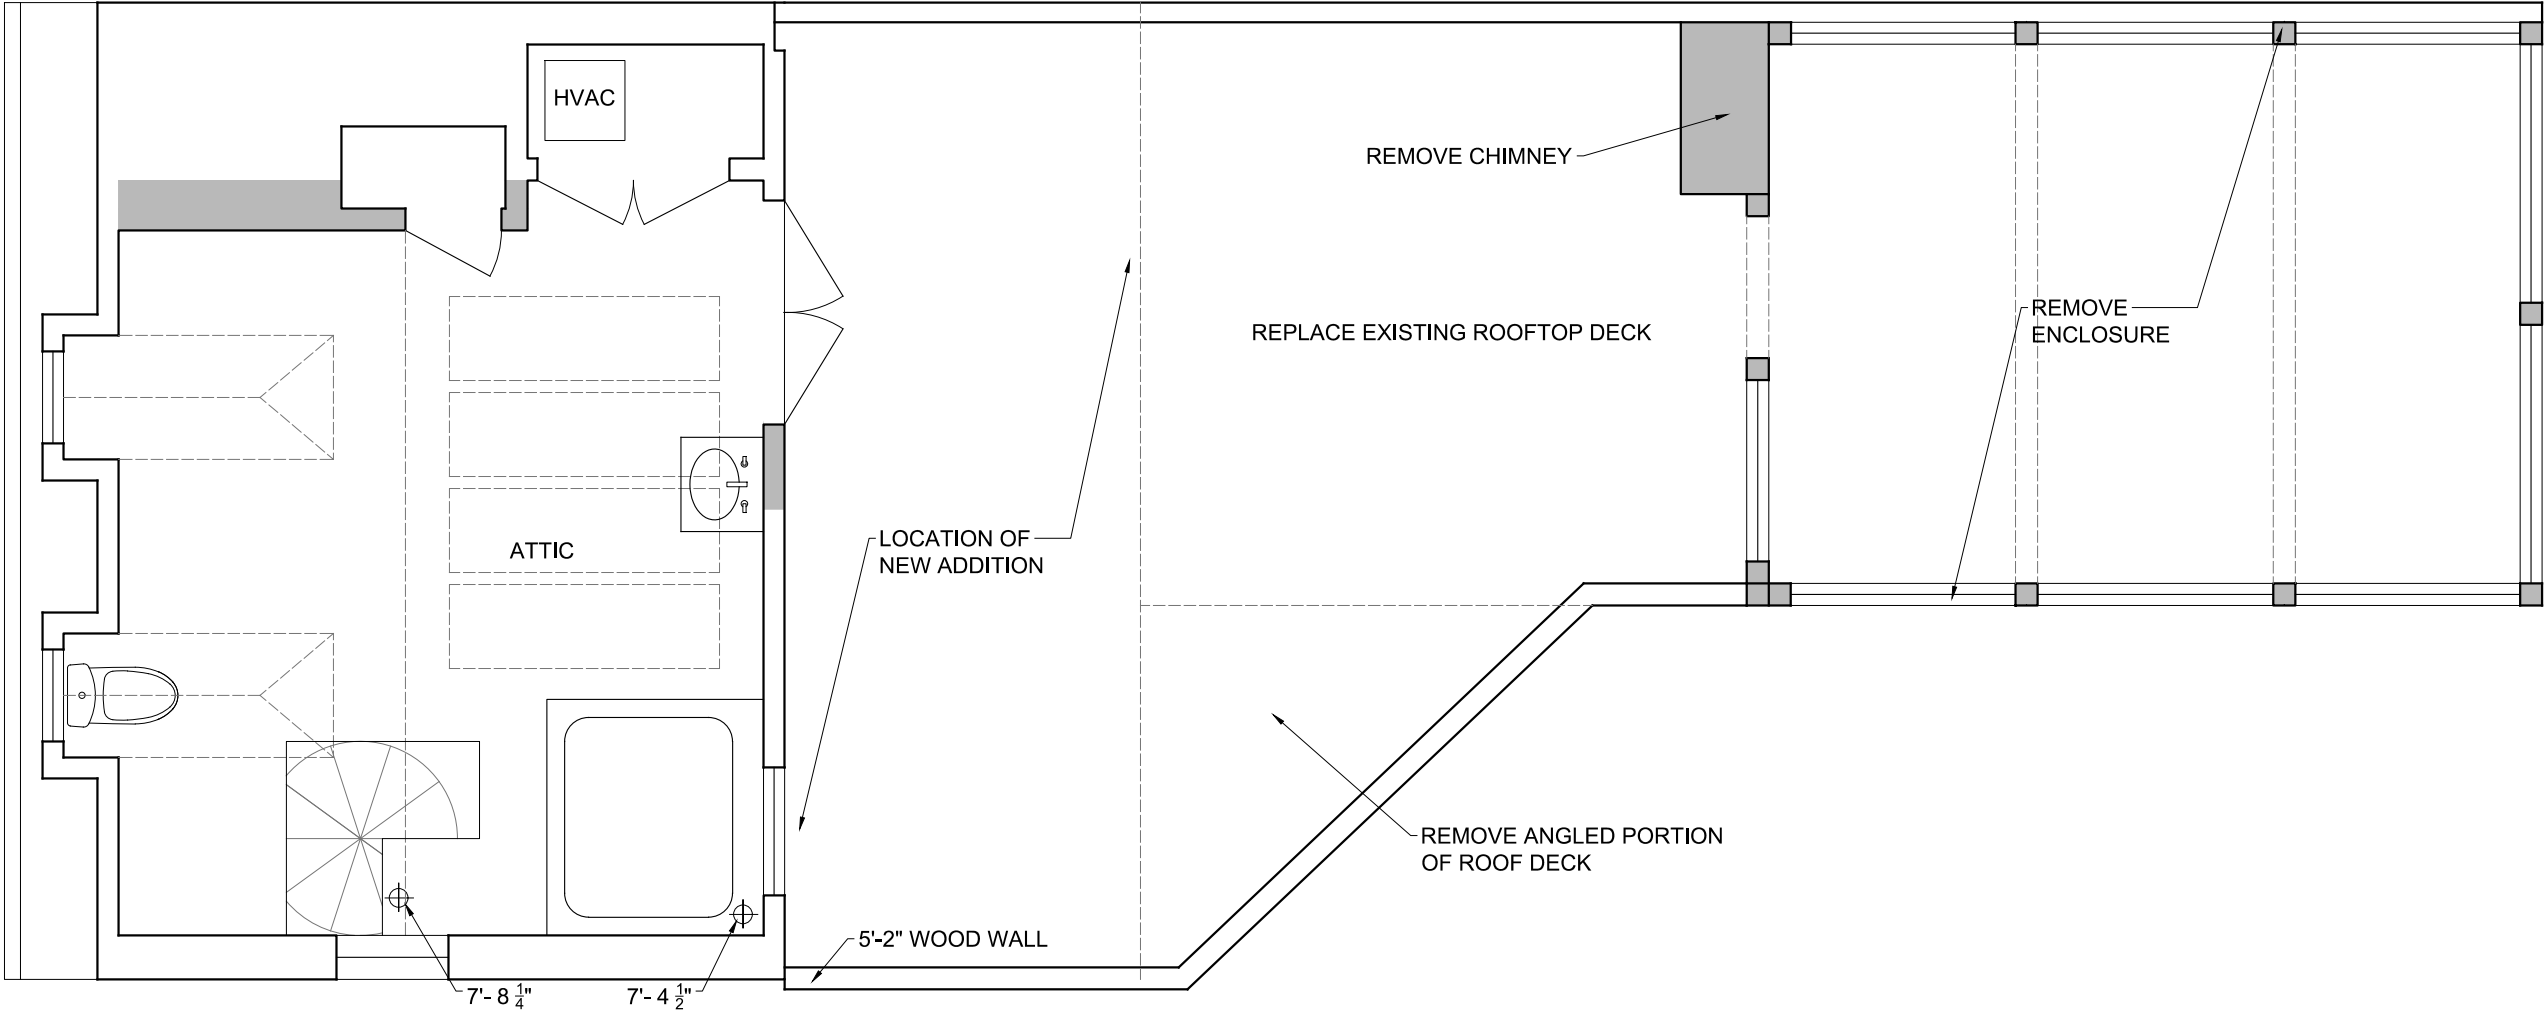 HVAC
REMOVE CHIMNEY
REMOVE
ENCLOSURE
REPLACE EXISTING ROOFTOP DECK
LOCATION OF
NEW ADDITION
ATTIC
REMOVE ANGLED PORTION
OF ROOF DECK
5'-2" WOOD WALL
7'- 8 1/4"
7'- 4 1/2"